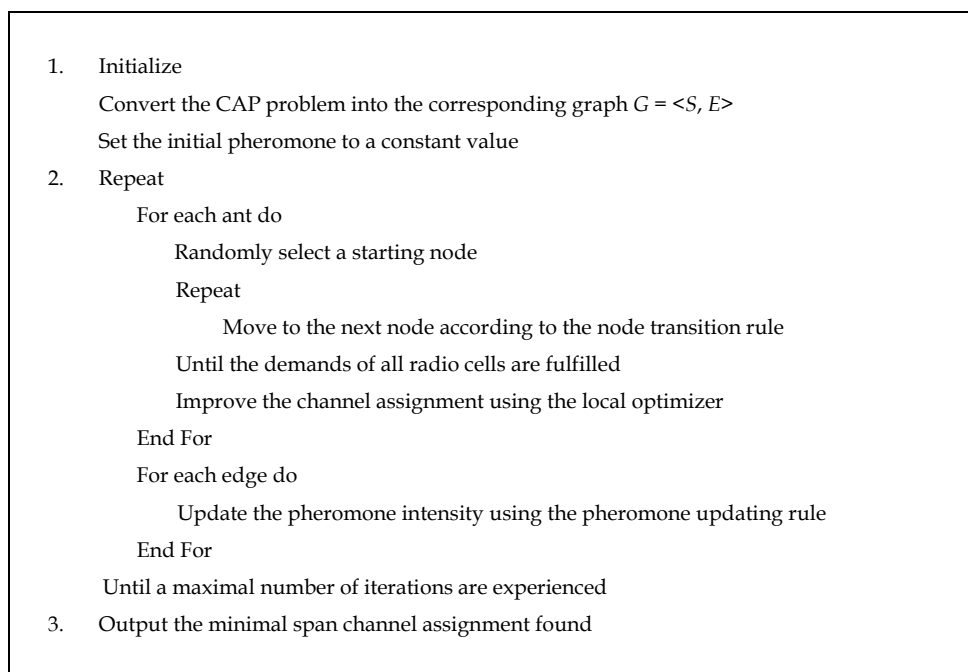 1. Initialize
Convert the CAP problem into the corresponding graph G = <S, E>
Set the initial pheromone to a constant value
2. Repeat
For each ant do
Randomly select a starting node
Repeat
Move to the next node according to the node transition rule
Until the demands of all radio cells are fulfilled
Improve the channel assignment using the local optimizer
End For
For each edge do
Update the pheromone intensity using the pheromone updating rule
End For
Until a maximal number of iterations are experienced
3. Output the minimal span channel assignment found